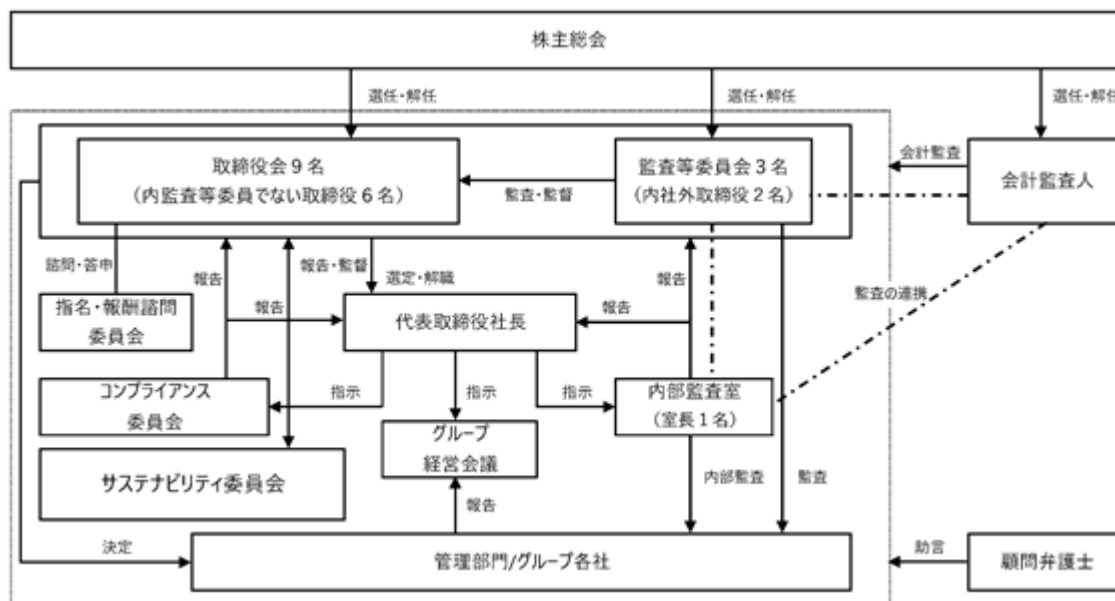 株主総会
選任・解任
選任・解任
選任・解任
取締役会9名
(内監査等委員でない取締役6名)
監査・監督
監査等委員会3名
(内社外取締役2名)
会計監査
会計監査人
諮問・答申
報告
報告・監督
選定・解職
報告
監査の連携
指名・報酬諮問
委員会
報告
代表取締役社長
報告
コンプライアンス
委員会
指示
指示
指示
内部監査室
(室長1名)
グループ
経営会議
サステナビリティ委員会
報告
内部監査
監査
決定
管理部門/グループ各社
助言
顧問弁護士